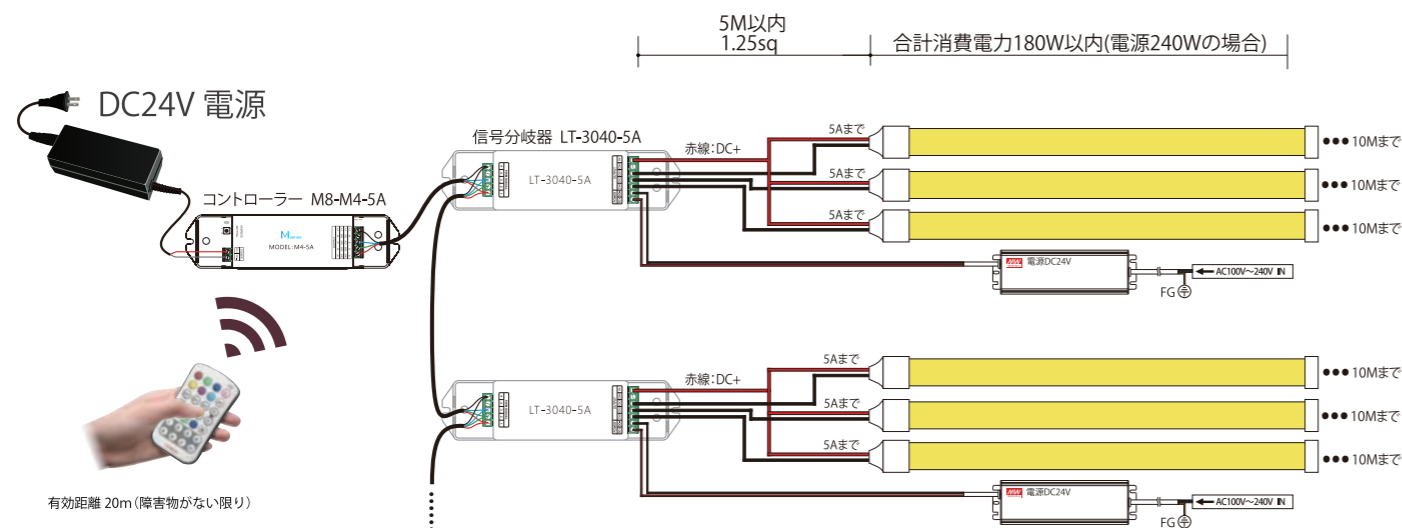 5M以内
1.25sq
合計消費電力180W以内(電源240Wの場合)
DC24V 電源
信号分岐器 LT-3040-5A
赤線：DC+
5Aまで
5Aまで
5Aまで
●●● 10Mまで
●●● 10Mまで
●●● 10Mまで
LT-3040-5A
コントローラー M8-M4-5A
MODEL:M4-5A
MW 電源DC24V
AC100V～240V IN
FG
赤線：DC+
5Aまで
5Aまで
5Aまで
●●● 10Mまで
●●● 10Mまで
●●● 10Mまで
LT-3040-5A
MW 電源DC24V
AC100V～240V IN
FG
有効距離 20m（障害物がない限り）